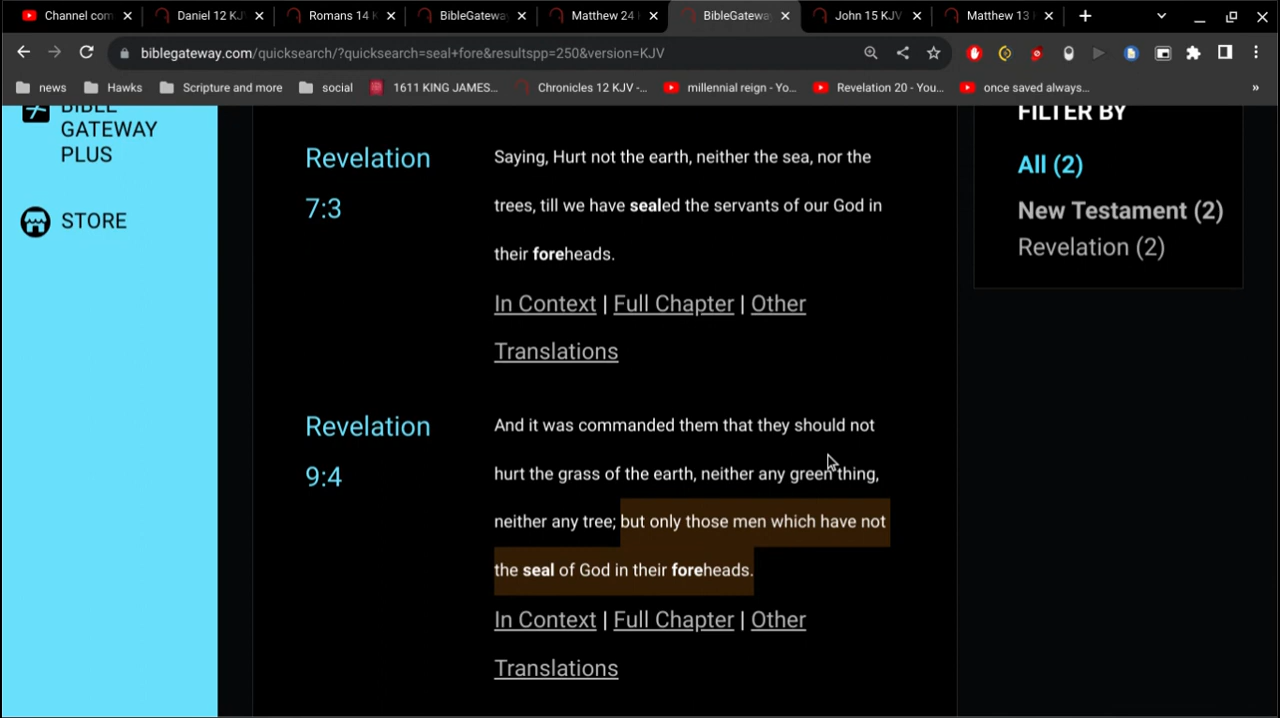 Channel com
Daniel 12 KJ
Romans 14 K
BibleGateway
Matthew 24
BibleGateway
John 15 KJV
Matthew 13
biblegateway.com/quicksearch/?quicksearch=seal+fore&resultspp=250&version=KJV
news
Hawks
Scripture and more
social
1611 KING JAMES...
Chronicles 12 KJV -...
millennial reign - Yo...
Revelation 20 - You...
once saved always...
»
BIBLE
GATEWAY
PLUS
STORE
Revelation
7:3
Saying, Hurt not the earth, neither the sea, nor the
trees, till we have sealed the servants of our God in
their foreheads.
In Context | Full Chapter | Other
Translations
Revelation
9:4
And it was commanded them that they should not
hurt the grass of the earth, neither any green thing,
neither any tree; but only those men which have not
the seal of God in their foreheads.
In Context | Full Chapter | Other
Translations
FILTER BY
All (2)
New Testament (2)
Revelation (2)